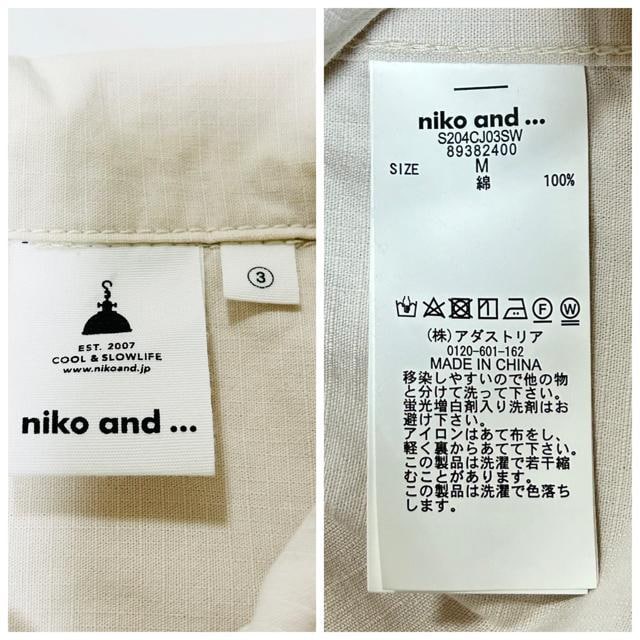 ③
EST. 2007
COOL & SLOWLIFE
www.nikoand.jp
niko and ...
niko and ...
S204CJ03SW
89382400
SIZE M
綿 100%
(株)アダストリア
0120-601-162
MADE IN CHINA
移染しやすいので他の物
と分けて洗って下さい。
蛍光増白剤入り洗剤はお
避け下さい。
アイロンはあて布をし、
軽く裏からあてて下さい。
この製品は洗濯で若干縮
むことがあります。
この製品は洗濯で色落ち
します。